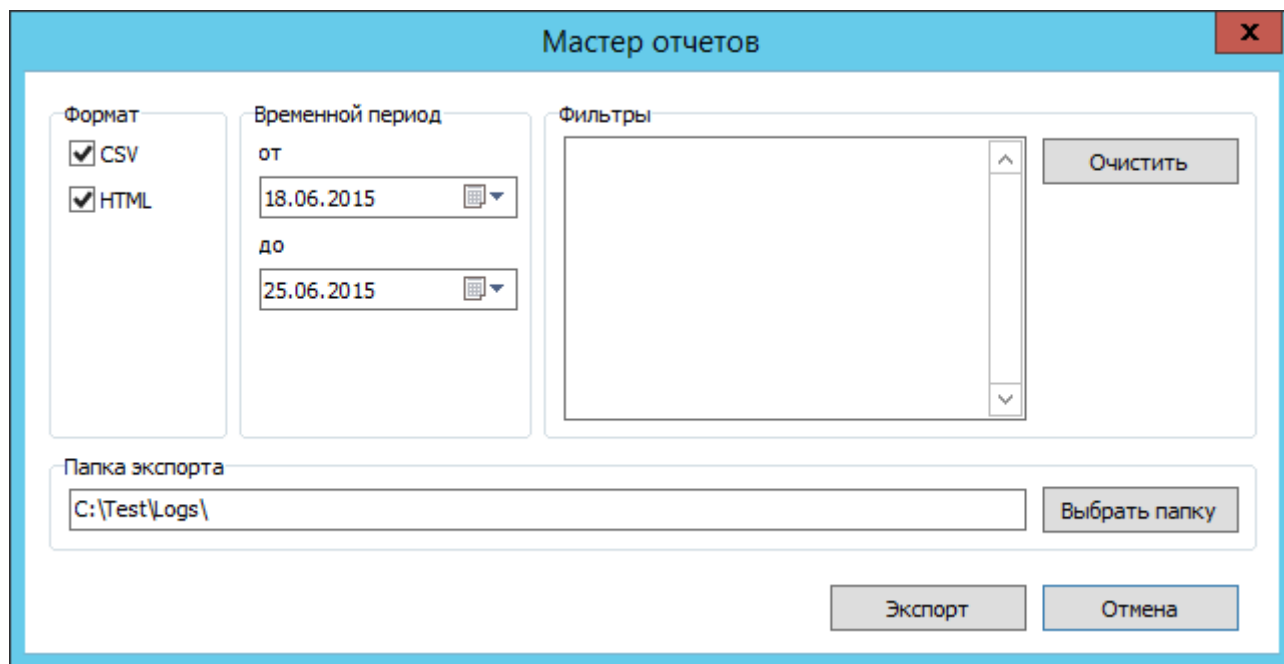 Мастер отчетов
x
Формат
CSV
HTML
Временной период
от
18.06.2015
до
25.06.2015
Фильтры
Очистить
Папка экспорта
C:\Test\Logs\
Выбрать папку
Экспорт
Отмена